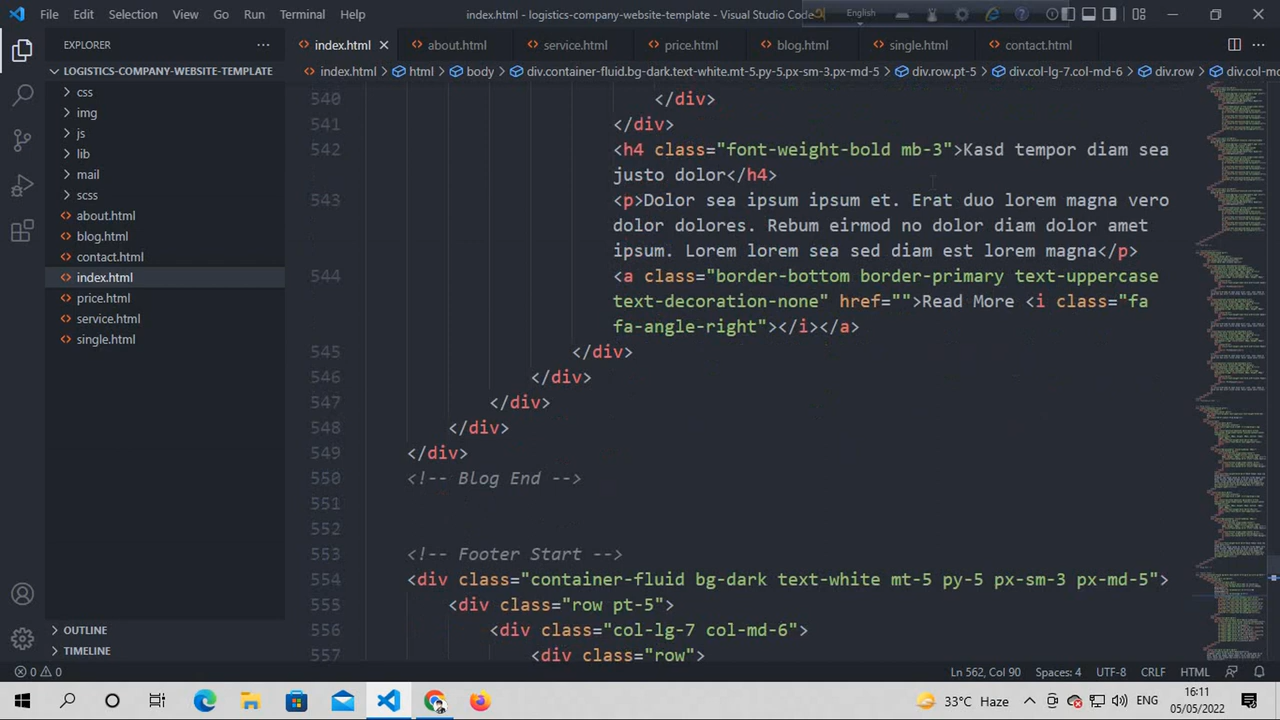 File Edit Selection View Go Run Terminal Help
index.html - logistics-company-website-template - Visual Studio Code
English
EXPLORER
index.html about.html service.html price.html blog.html single.html contact.html
LOGISTICS-COMPANY-WEBSITE-TEMPLATE
index.html > html > body > div.container-fluid.bg-dark.text-white.mt-5.py-5.px-sm-3.px-md-5 > div.row.pt-5 > div.col-lg-7.col-md-6 > div.row >
css
img
js
lib
mail
scss
about.html
blog.html
contact.html
index.html
price.html
service.html
single.html
OUTLINE
TIMELINE
540 </div>
541 </div>
542 <h4 class="font-weight-bold mb-3">Kasd tempor diam sea
justo dolor</h4>
543 <p>Dolor sea ipsum ipsum et. Erat duo lorem magna vero
dolor dolores. Rebum eirmod no dolor diam dolor amet
ipsum. Lorem lorem sea sed diam est lorem magna</p>
544 <a class="border-bottom border-primary text-uppercase
text-decoration-none" href="">Read More <i class="fa
fa-angle-right"></i></a>
545 </div>
546 </div>
547 </div>
548 </div>
549 </div>
550 <!-- Blog End -->
551
552
553 <!-- Footer Start -->
554 <div class="container-fluid bg-dark text-white mt-5 py-5 px-sm-3 px-md-5">
555 <div class="row pt-5">
556 <div class="col-lg-7 col-md-6">
557 <div class="row">
0 0 Ln 562, Col 90 Spaces: 4 UTF-8 CRLF HTML
33°C Haze ENG
16:11
05/05/2022